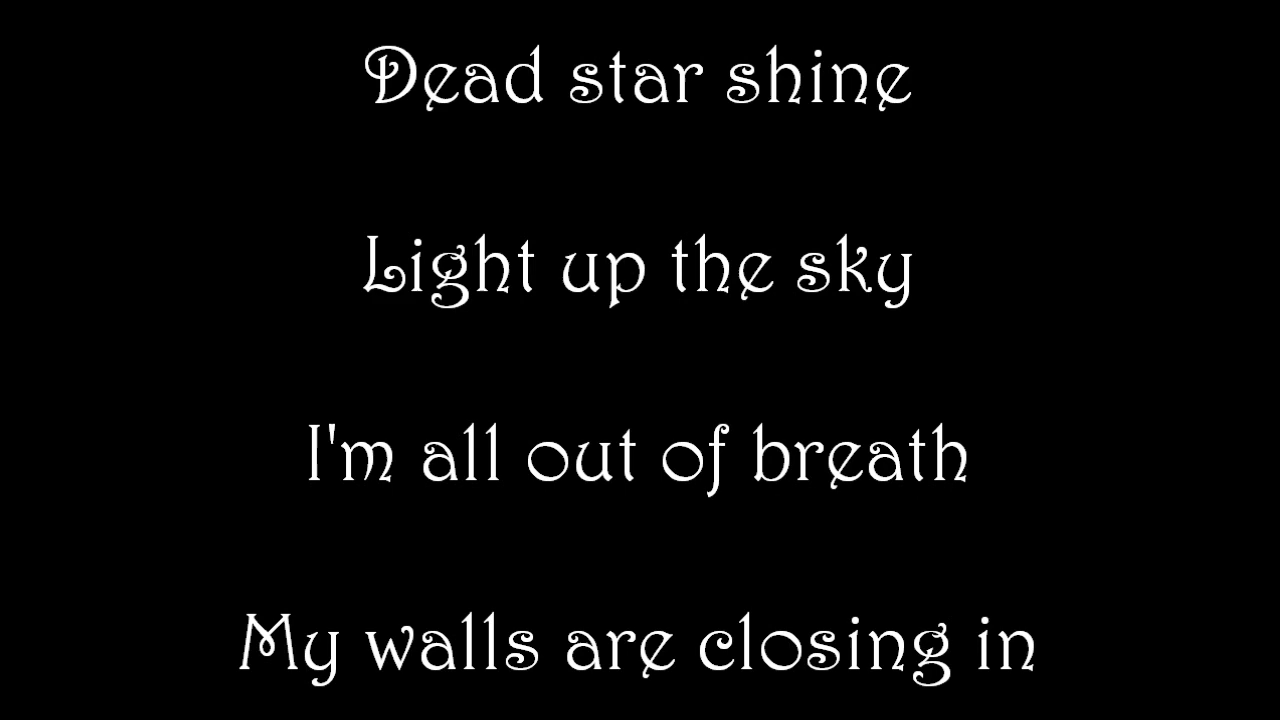 Dead star shine
Light up the sky
I'm all out of breath
My walls are closing in